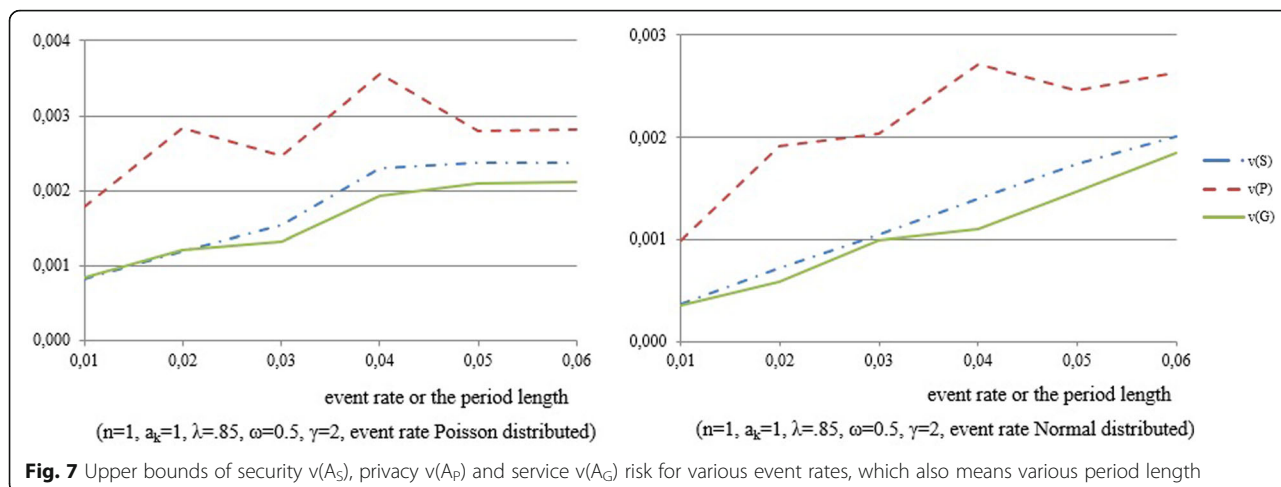 0,004
0,003
0,002
0,001
0,000
0,01 0,02 0,03 0,04 0,05 0,06
event rate or the period length
(n=1, aₖ=1, λ=.85, ω=0.5, γ=2, event rate Poisson distributed)
0,003
0,002
0,001
0,000
0,01 0,02 0,03 0,04 0,05 0,06
event rate or the period length
(n=1, aₖ=1, λ=.85, ω=0.5, γ=2, event rate Normal distributed)
v(S)
v(P)
v(G)
Fig. 7 Upper bounds of security v(A_S), privacy v(A_P) and service v(A_G) risk for various event rates, which also means various period length